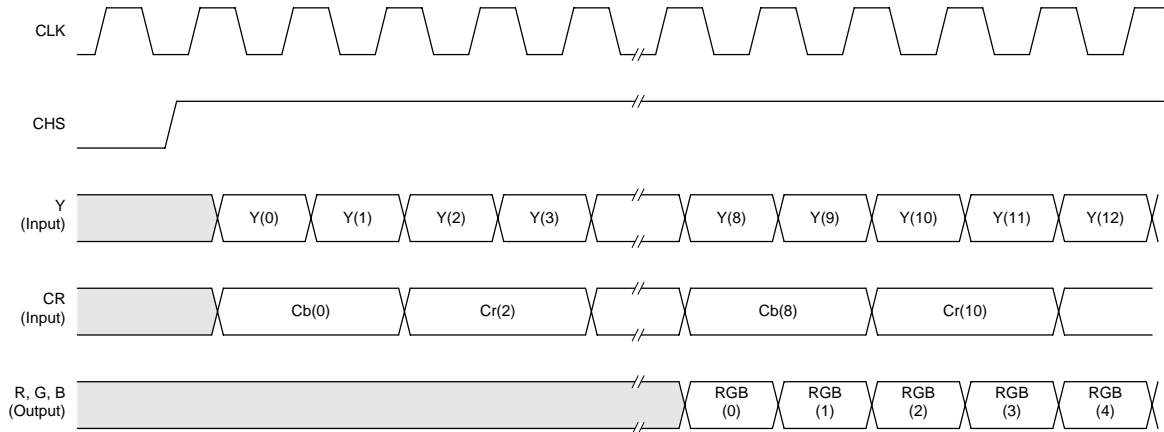 CLK
CHS
Y
(Input)
Y(0) Y(1) Y(2) Y(3) Y(8) Y(9) Y(10) Y(11) Y(12)
CR
(Input)
Cb(0) Cr(2) Cb(8) Cr(10)
R, G, B
(Output)
RGB RGB RGB RGB RGB
(0) (1) (2) (3) (4)